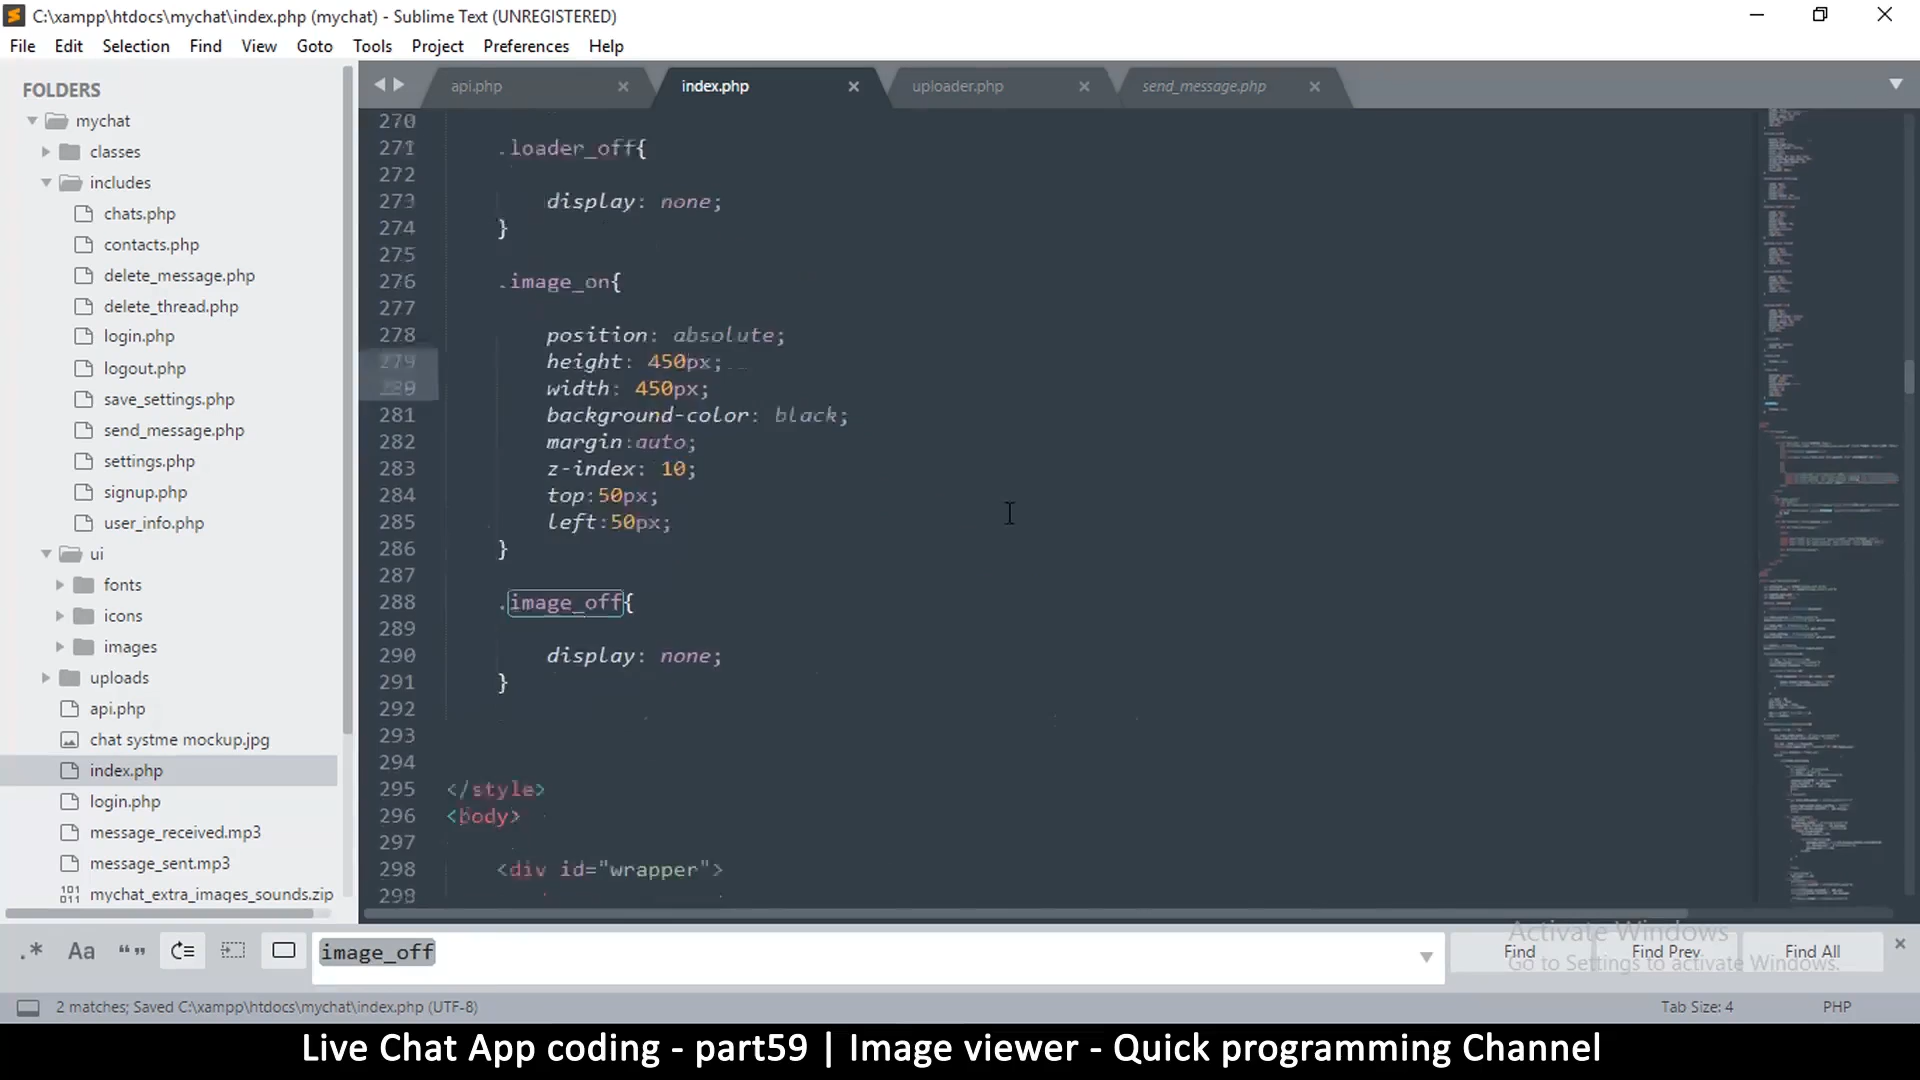 C:\xampp\htdocs\mychat\index.php (mychat) - Sublime Text (UNREGISTERED)
File Edit Selection Find View Goto Tools Project Preferences Help
FOLDERS
mychat
classes
includes
chats.php
contacts.php
delete_message.php
delete_thread.php
login.php
logout.php
save_settings.php
send_message.php
settings.php
signup.php
user_info.php
ui
fonts
icons
images
uploads
api.php
chat systme mockup.jpg
index.php
login.php
message_received.mp3
message_sent.mp3
mychat_extra_images_sounds.zip
api.php index.php uploader.php send_message.php
270
271 .loader_off{
272
273 display: none;
274 }
275
276 .image_on{
277
278 position: absolute;
279 height: 450px;
280 width: 450px;
281 background-color: black;
282 margin:auto;
283 z-index: 10;
284 top:50px;
285 left:50px;
286 }
287
288 .image_off{
289
290 display: none;
291 }
292
293
294
295 </style>
296 <body>
297
298 <div id="wrapper">
299
.* Aa “” image_off Find Find Prev Find All
Activate Windows
Go to Settings to activate Windows.
2 matches; Saved C:\xampp\htdocs\mychat\index.php (UTF-8) Tab Size: 4 PHP
Live Chat App coding - part59 | Image viewer - Quick programming Channel